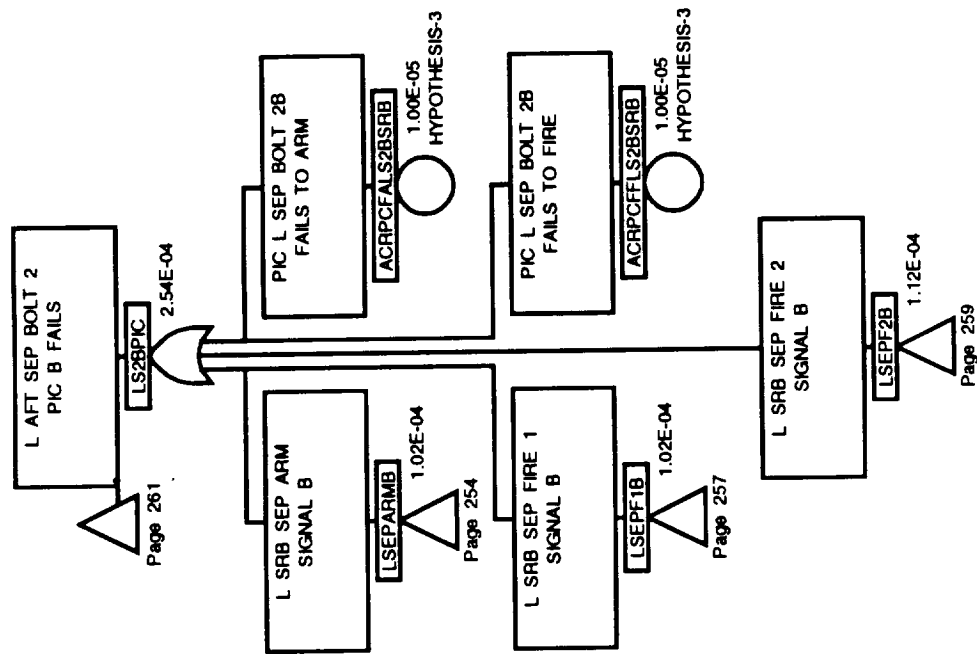 L AFT SEP BOLT 2
PIC B FAILS
LS2BPIC
2.54E-04
Page 261
L SRB SEP ARM
SIGNAL B
LSEPARMB
1.02E-04
Page 254
PIC L SEP BOLT 2B
FAILS TO ARM
ACRPCFALS2BSRB
1.00E-05
HYPOTHESIS-3
L SRB SEP FIRE 1
SIGNAL B
LSEPF1B
1.02E-04
Page 257
PIC L SEP BOLT 2B
FAILS TO FIRE
ACRPCFFLS2BSRB
1.00E-05
HYPOTHESIS-3
L SRB SEP FIRE 2
SIGNAL B
LSEPF2B
1.12E-04
Page 259